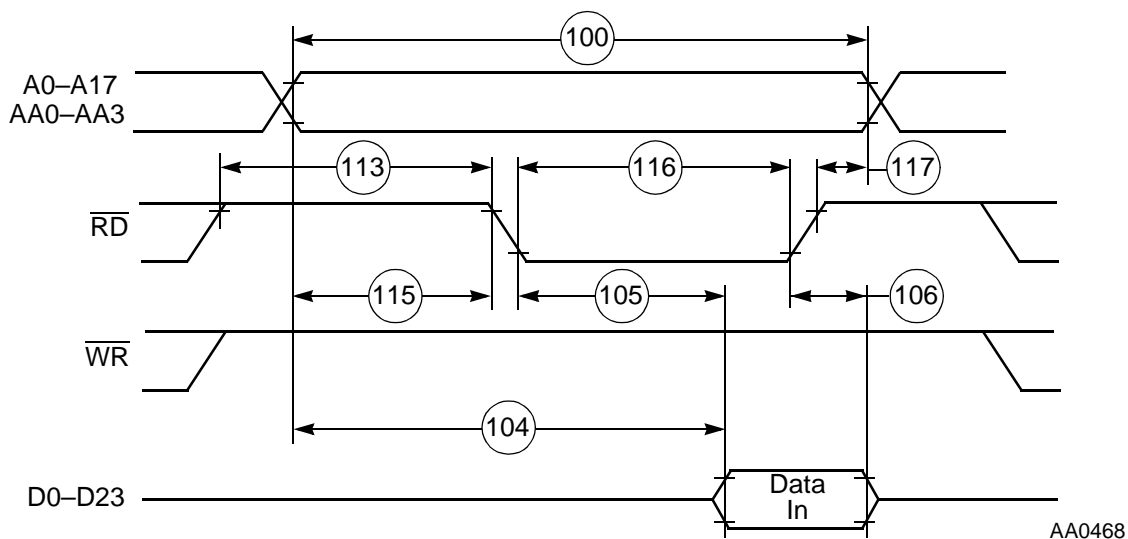 100
A0–A17
AA0–AA3
113
116
117
RD
115
105
106
WR
104
D0–D23
Data
In
AA0468